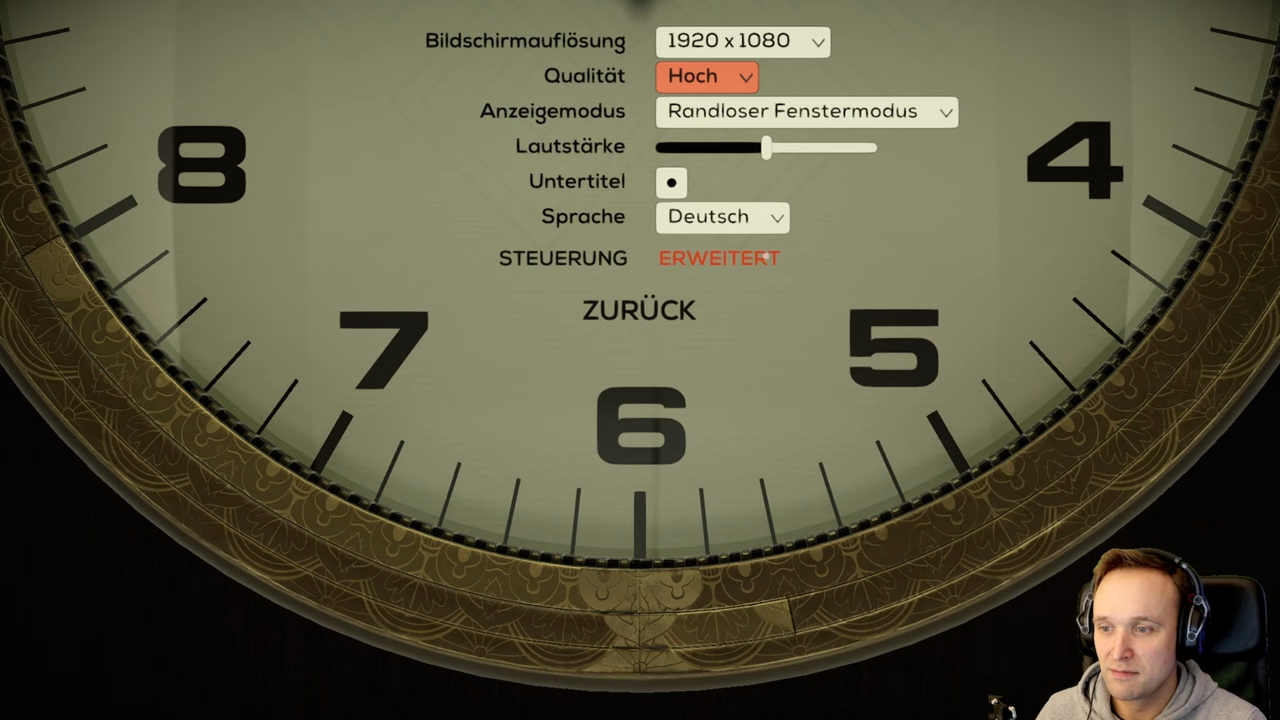 Bildschirmauflösung 1920 x 1080
Qualität Hoch
Anzeigemodus Randloser Fenstermodus
Lautstärke
Untertitel
Sprache Deutsch
STEUERUNG ERWEITERT
ZURÜCK
8 4
7 5
6